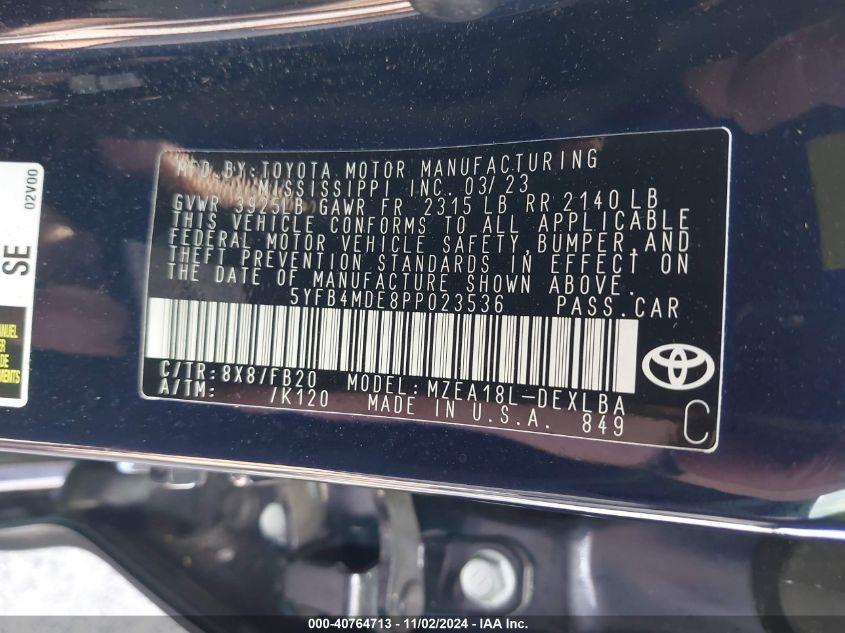 MFD.BY:TOYOTA MOTOR MANUFACTURING
MISSISSIPPI INC. 03/23
GVWR 3925LB GAWR FR 2315 LB RR 2140 LB
THIS VEHICLE CONFORMS TO ALL APPLICABLE
FEDERAL MOTOR VEHICLE SAFETY, BUMPER, AND
THEFT PREVENTION STANDARDS IN EFFECT ON
THE DATE OF MANUFACTURE SHOWN ABOVE.
5YFB4MDE8PP023536 PASS.CAR
C/TR: 8X8/FB20 MODEL: MZEA18L-DEXLBA
A/TM: /K120 MADE IN U.S.A. 849
C
02V00
SE
DE
000-40764713 - 11/02/2024 - IAA Inc.